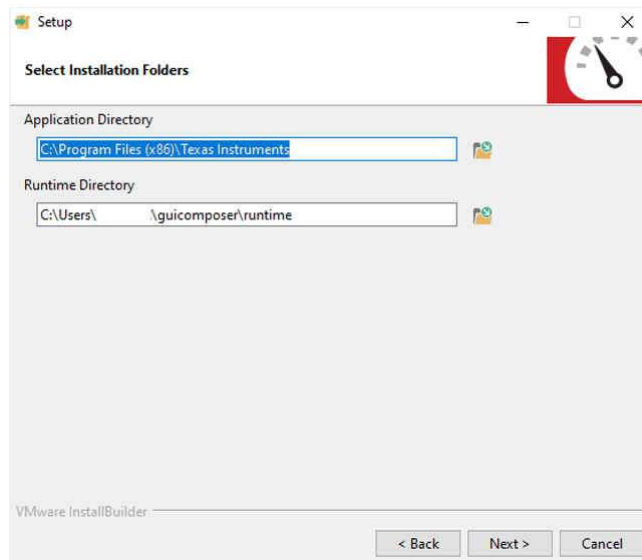 Setup
Select Installation Folders
Application Directory
C:\Program Files (x86)\Texas Instruments
Runtime Directory
C:\Users\ \guicomposer\runtime
VMware InstallBuilder
< Back Next > Cancel